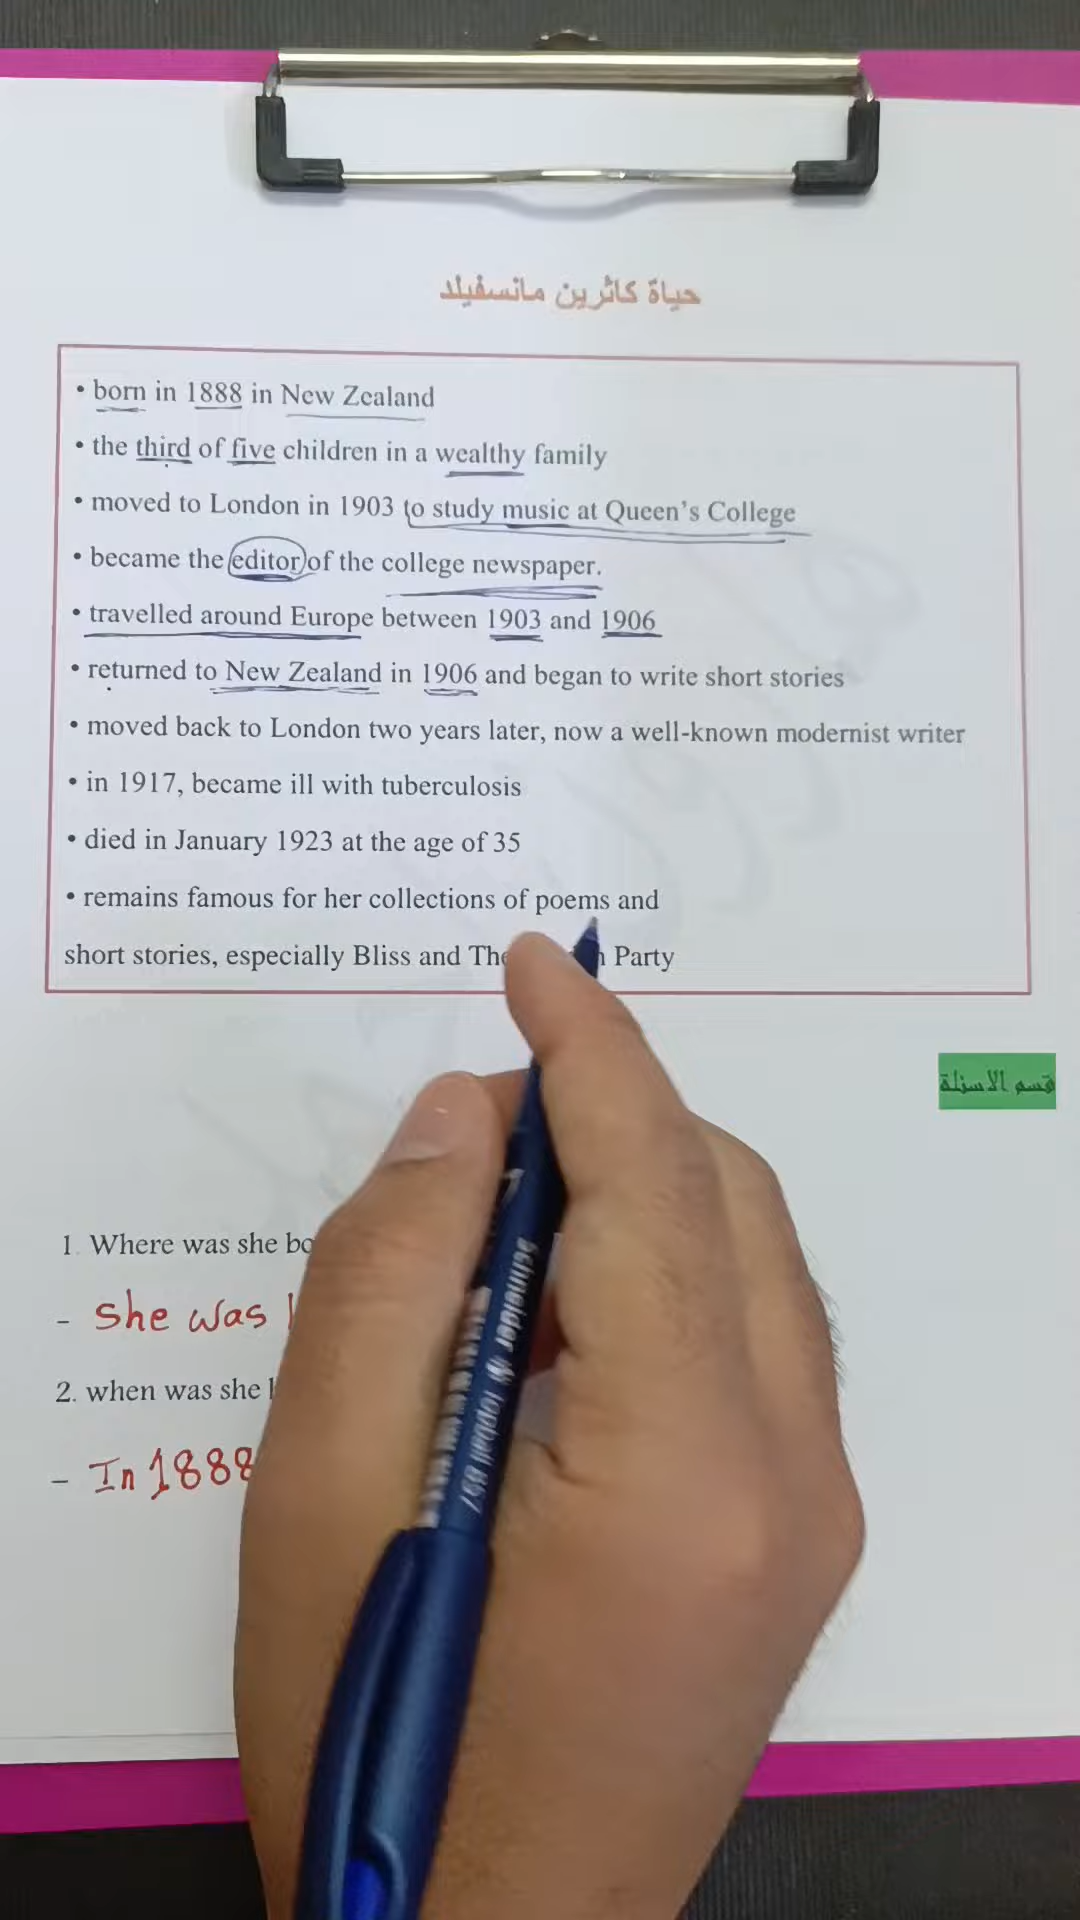 حياة كاثرين مانسفيلد
• born in 1888 in New Zealand
• the third of five children in a wealthy family
• moved to London in 1903 to study music at Queen's College
• became the editor of the college newspaper.
• travelled around Europe between 1903 and 1906
• returned to New Zealand in 1906 and began to write short stories
• moved back to London two years later, now a well-known modernist writer
• in 1917, became ill with tuberculosis
• died in January 1923 at the age of 35
• remains famous for her collections of poems and
short stories, especially Bliss and The Party
قسم الاسئلة
1. Where was she
- She was
2. when was she
- In 1888
Schneider Topball 857